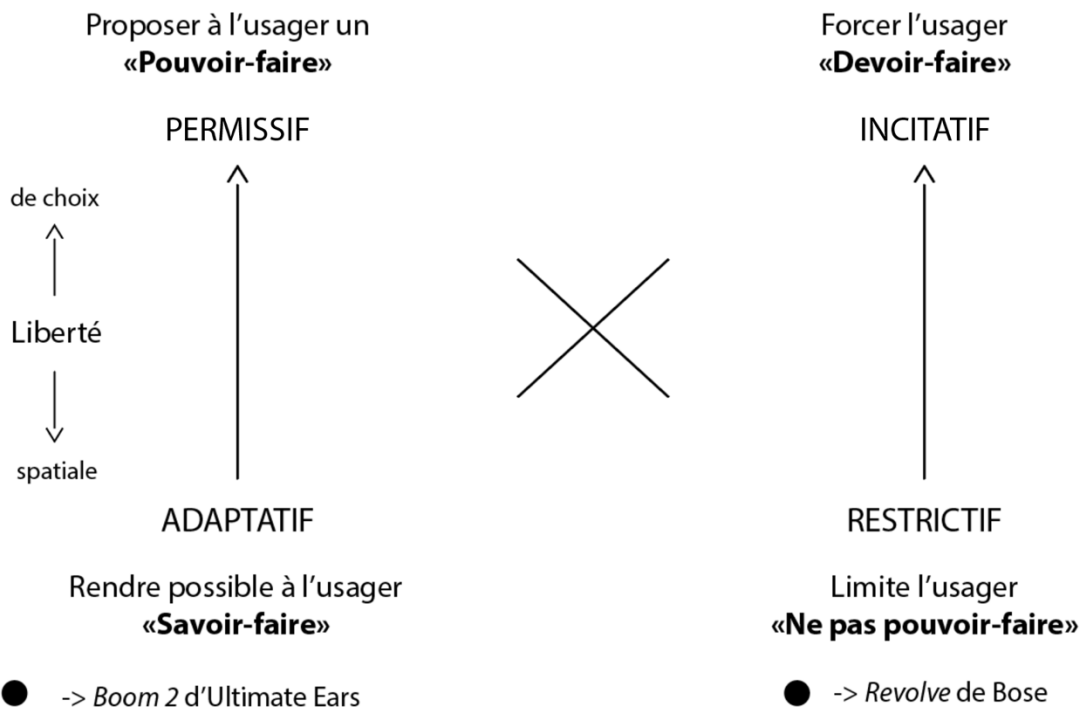 Proposer à l'usager un
«Pouvoir-faire»
PERMISSIF
Forcer l'usager
«Devoir-faire»
INCITATIF
de choix
Liberté
spatiale
ADAPTATIF
Rendre possible à l'usager
«Savoir-faire»
-> Boom 2 d'Ultimate Ears
RESTRICTIF
Limite l'usager
«Ne pas pouvoir-faire»
-> Revolve de Bose